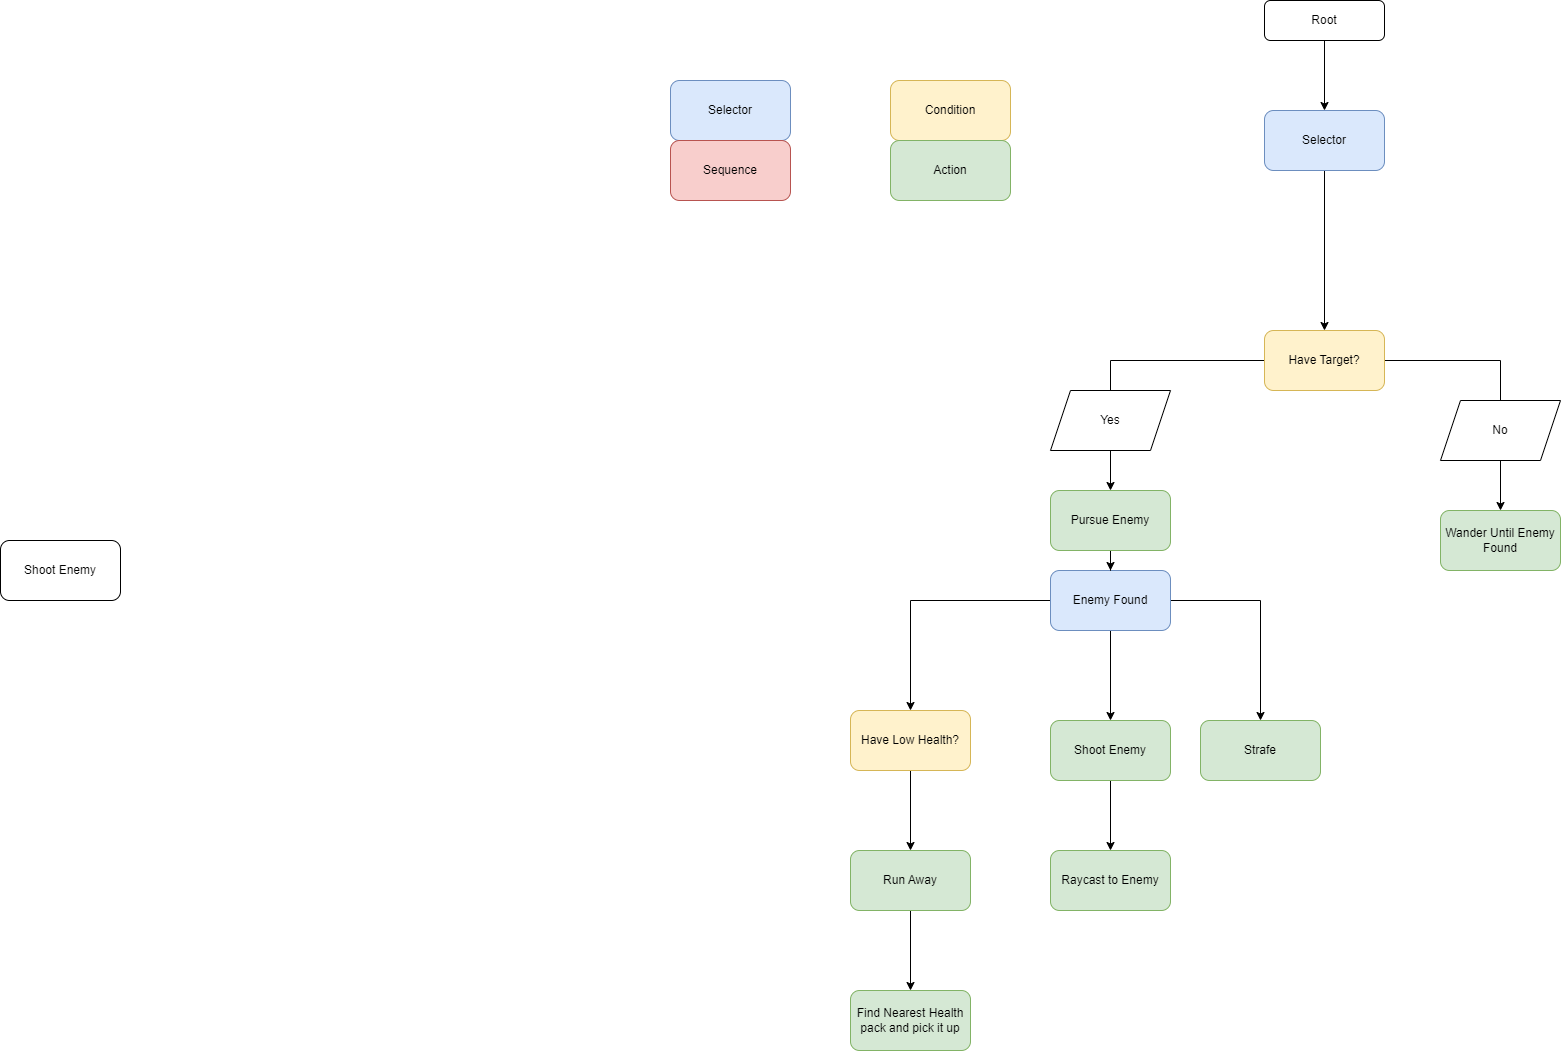 Root
Selector
Condition
Selector
Sequence
Action
Have Target?
Yes
No
Pursue Enemy
Wander Until Enemy
Found
Shoot Enemy
Enemy Found
Have Low Health?
Shoot Enemy
Strafe
Run Away
Raycast to Enemy
Find Nearest Health
pack and pick it up